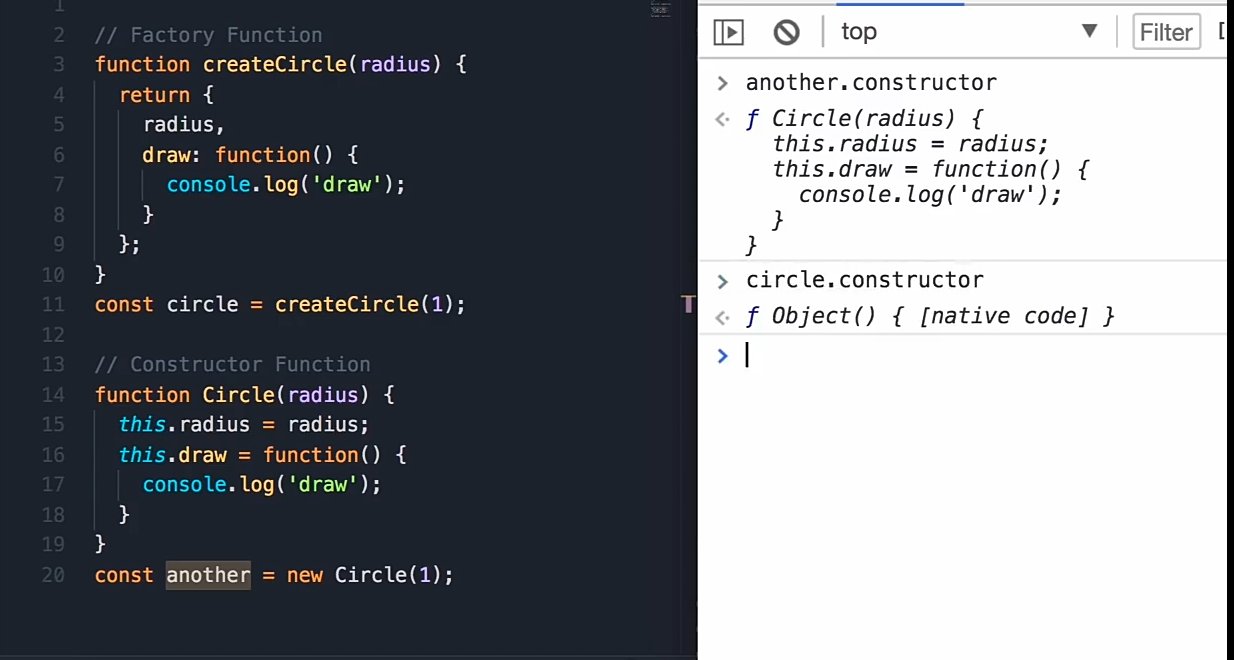 1
2 // Factory Function
3 function createCircle(radius) {
4 return {
5 radius,
6 draw: function() {
7 console.log('draw');
8 }
9 };
10 }
11 const circle = createCircle(1);
12
13 // Constructor Function
14 function Circle(radius) {
15 this.radius = radius;
16 this.draw = function() {
17 console.log('draw');
18 }
19 }
20 const another = new Circle(1);
top ▼ Filter
> another.constructor
ƒ Circle(radius) {
this.radius = radius;
this.draw = function() {
console.log('draw');
}
}
> circle.constructor
ƒ Object() { [native code] }
>